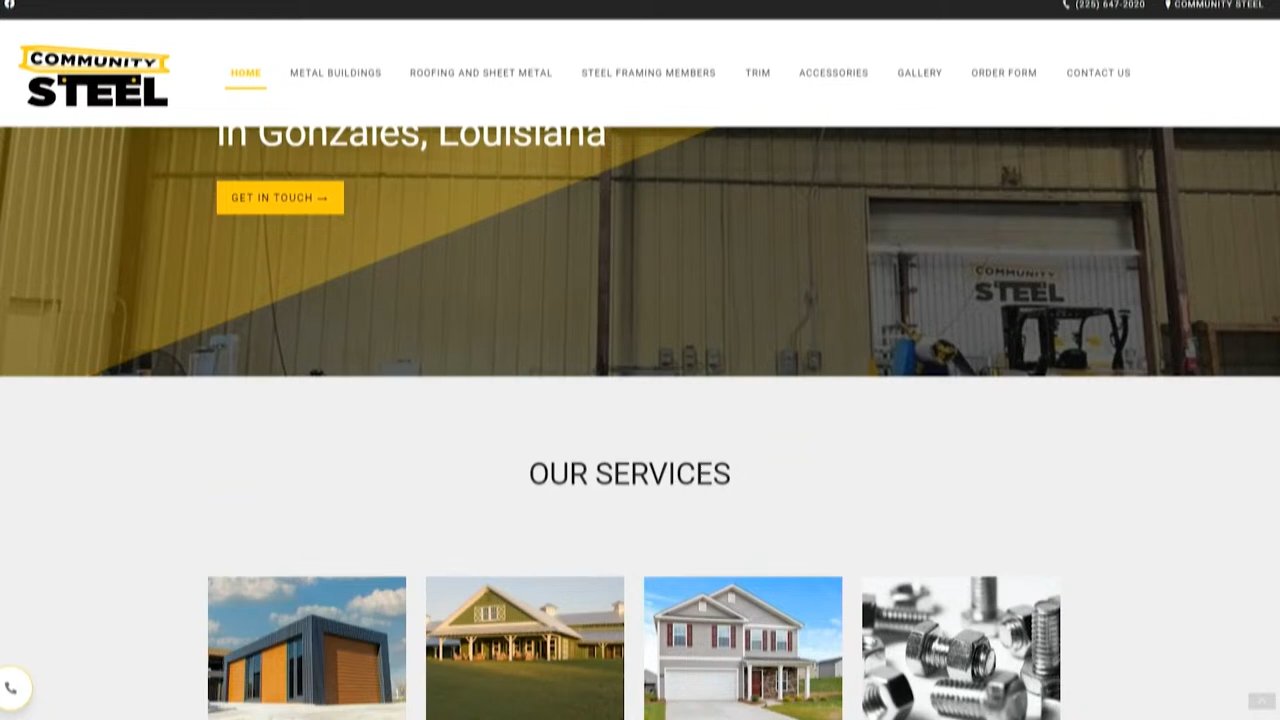 (225) 647-2020 COMMUNITY STEEL
COMMUNITY
STEEL
HOME METAL BUILDINGS ROOFING AND SHEET METAL STEEL FRAMING MEMBERS TRIM ACCESSORIES GALLERY ORDER FORM CONTACT US
in Gonzales, Louisiana
GET IN TOUCH →
COMMUNITY
STEEL
OUR SERVICES